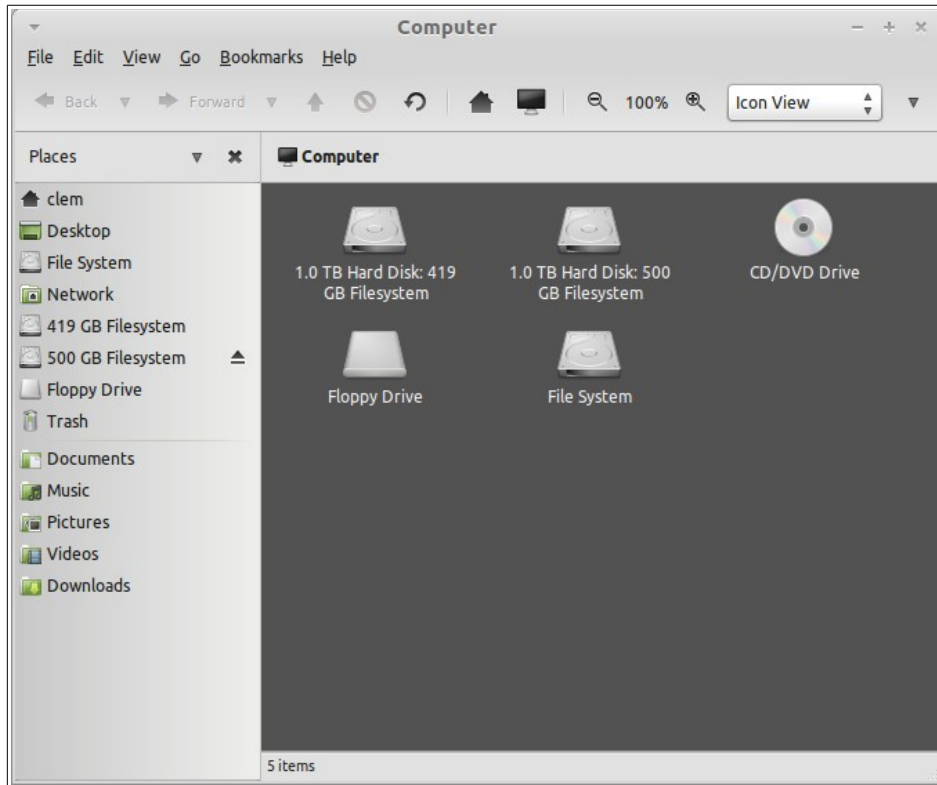 Computer
File Edit View Go Bookmarks Help
Back Forward 100% Icon View
Places
Computer
clem
Desktop
File System
Network
419 GB Filesystem
500 GB Filesystem
Floppy Drive
Trash
Documents
Music
Pictures
Videos
Downloads
1.0 TB Hard Disk: 419
GB Filesystem
1.0 TB Hard Disk: 500
GB Filesystem
CD/DVD Drive
Floppy Drive
File System
5 items